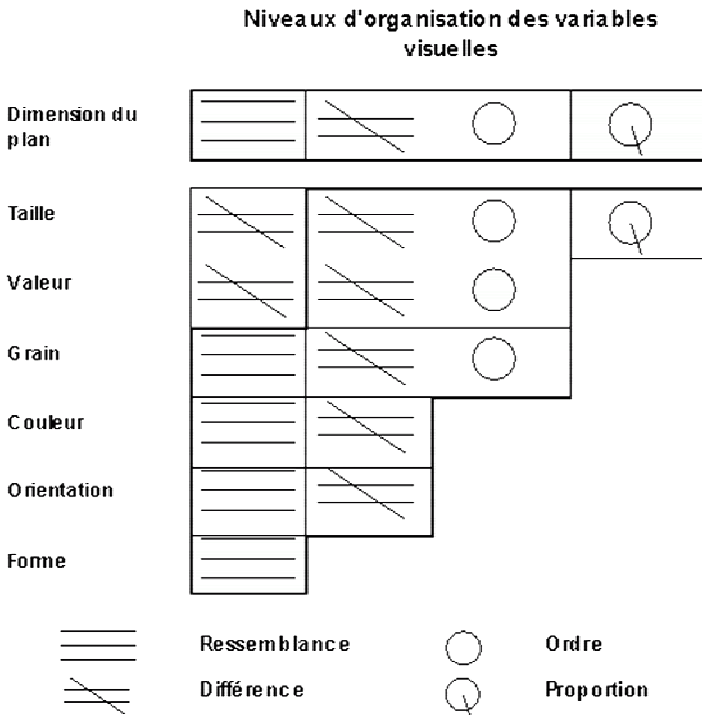 Niveaux d'organisation des variables
visuelles
Dimension du
plan
Taille
Valeur
Grain
Couleur
Orientation
Forme
Ressemblance
Ordre
Différence
Proportion